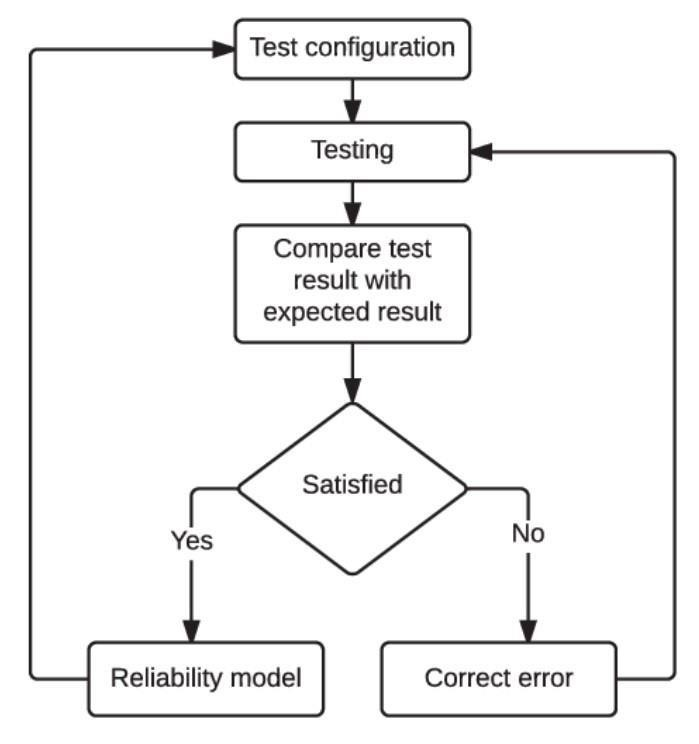 Test configuration
Testing
Compare test
result with
expected result
Satisfied
Yes
No
Reliability model
Correct error